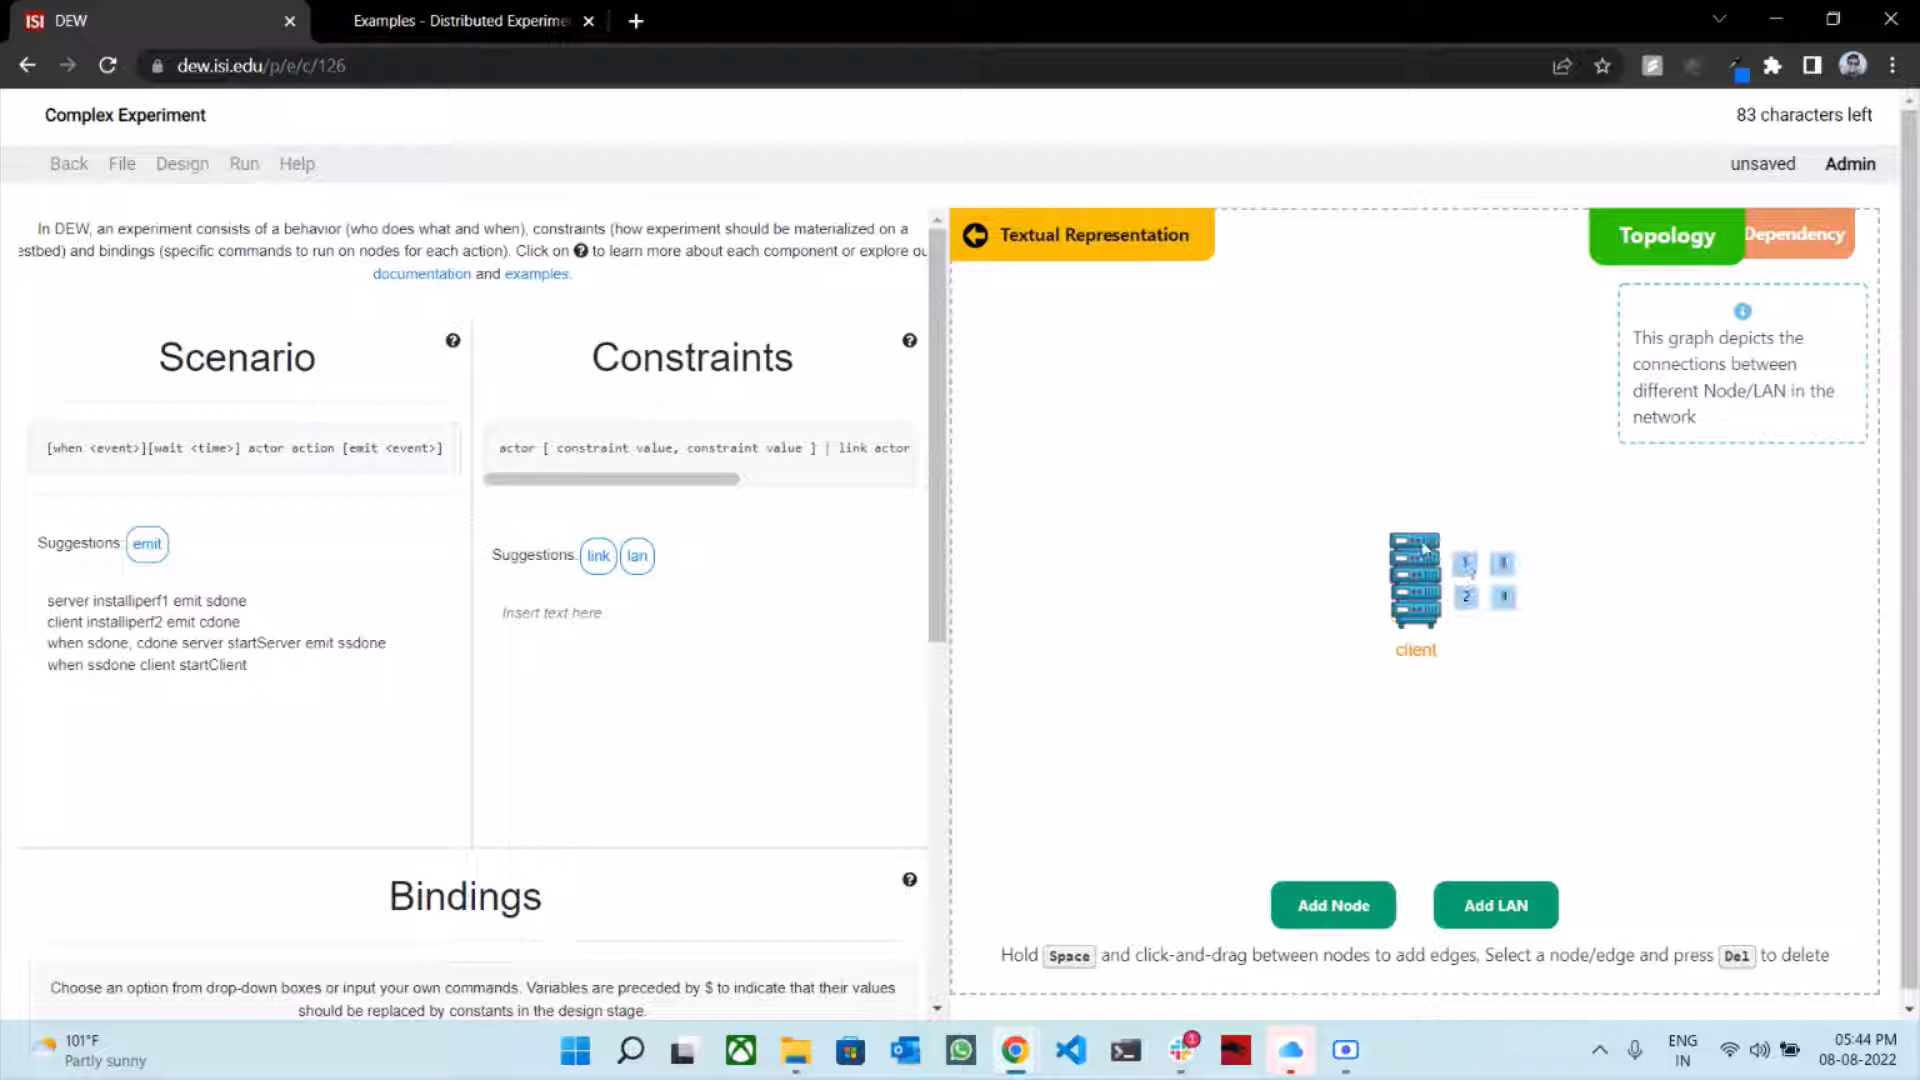 DEW
Examples - Distributed Experime
dew.isi.edu/p/e/c/126
Complex Experiment
83 characters left
Back File Design Run Help
unsaved Admin
In DEW, an experiment consists of a behavior (who does what and when), constraints (how experiment should be materialized on a
estbed) and bindings (specific commands to run on nodes for each action). Click on ? to learn more about each component or explore ou
documentation and examples.
Scenario
[when <event>][wait <time>] actor action [emit <event>]
Suggestions: emit
server installiperf1 emit sdone
client installiperf2 emit cdone
when sdone, cdone server startServer emit ssdone
when ssdone client startClient
Constraints
actor [ constraint value, constraint value ] | link actor
Suggestions: link lan
Insert text here
Bindings
Choose an option from drop-down boxes or input your own commands. Variables are preceded by $ to indicate that their values
should be replaced by constants in the design stage.
Textual Representation
Topology
Dependency
This graph depicts the
connections between
different Node/LAN in the
network
client
Add Node
Add LAN
Hold Space and click-and-drag between nodes to add edges, Select a node/edge and press Del to delete
101°F
Partly sunny
ENG
IN
05:44 PM
08-08-2022